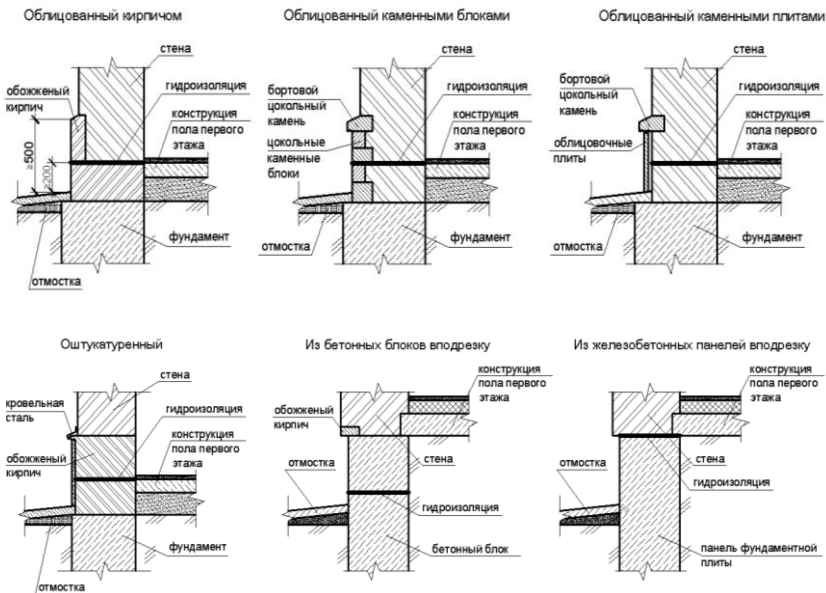 Облицованный кирпичом
стена
обожженый
кирпич
гидроизоляция
конструкция
пола первого
этажа
≥500
≥200
фундамент
отмостка
Облицованный каменными блоками
стена
бортовой
цокольный
камень
гидроизоляция
цокольные
каменные
блоки
конструкция
пола первого
этажа
отмостка
фундамент
Облицованный каменными плитами
стена
бортовой
цокольный
камень
гидроизоляция
конструкция
пола первого
этажа
облицовочные
плиты
отмостка
фундамент
Оштукатуренный
стена
кровельная
сталь
гидроизоляция
обожженый
кирпич
конструкция
пола первого
этажа
фундамент
отмостка
Из бетонных блоков вподрезку
конструкция
пола первого
этажа
обожженый
кирпич
отмостка
стена
гидроизоляция
бетонный блок
Из железобетонных панелей вподрезку
конструкция
пола первого
этажа
отмостка
стена
гидроизоляция
панель фундаментной
плиты